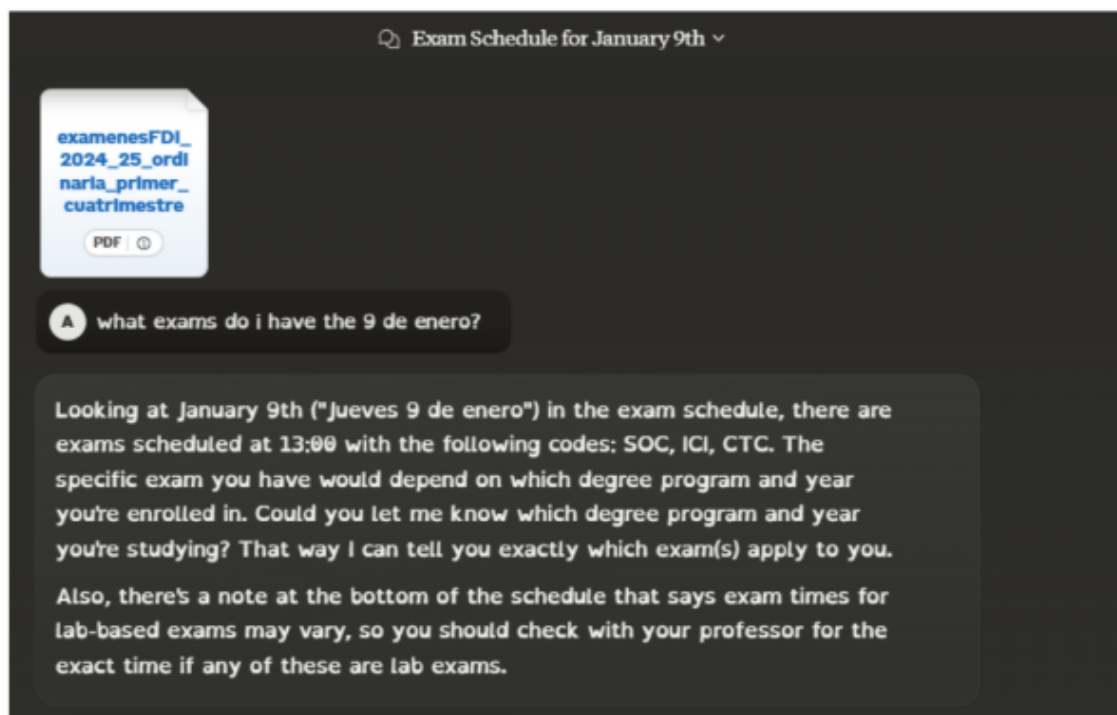 Exam Schedule for January 9th
examenesFDI_
2024_25_ordi
naria_primer_
cuatrimestre
PDF
A what exams do i have the 9 de enero?
Looking at January 9th ("Jueves 9 de enero") in the exam schedule, there are
exams scheduled at 13:00 with the following codes: SOC, ICI, CTC. The
specific exam you have would depend on which degree program and year
you're enrolled in. Could you let me know which degree program and year
you're studying? That way I can tell you exactly which exam(s) apply to you.
Also, there's a note at the bottom of the schedule that says exam times for
lab-based exams may vary, so you should check with your professor for the
exact time if any of these are lab exams.